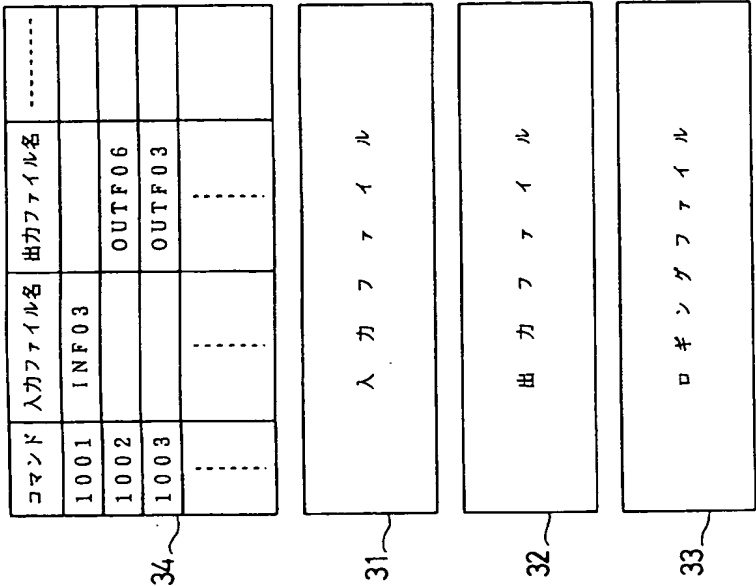 コマンド 入力ファイル名 出力ファイル名 ………
1001 INF03
1002 OUTF06
1003 OUTF03
……… ……… ………
34
入力ファイル
31
出力ファイル
32
ロギングファイル
33